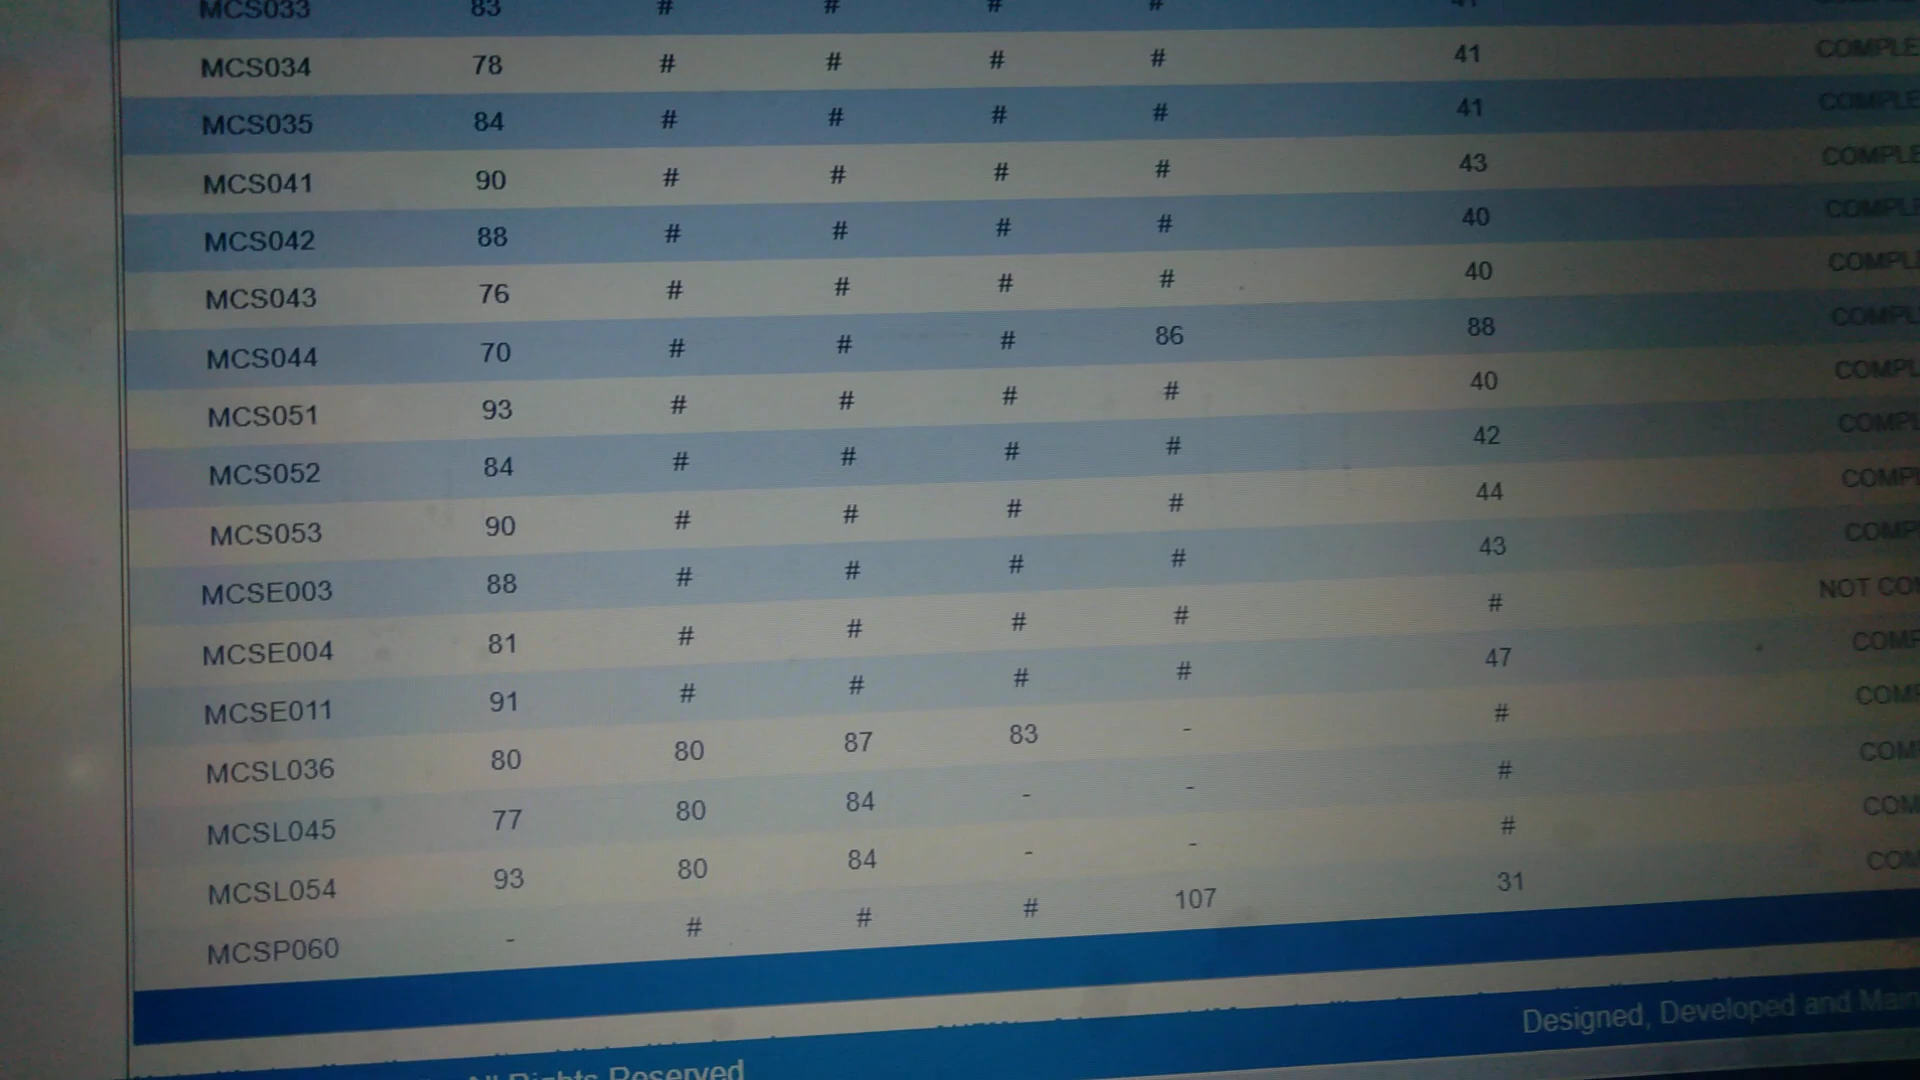 MCS033 83 # # # # 41
MCS034 78 # # # # 41 COMPLE
MCS035 84 # # # # 41 COMPLE
MCS041 90 # # # # 43 COMPLE
MCS042 88 # # # # 40 COMPLE
MCS043 76 # # # # 40 COMPLE
MCS044 70 # # # 86 88 COMPL
MCS051 93 # # # # 40 COMPL
MCS052 84 # # # # 42 COMPL
MCS053 90 # # # # 44 COMPL
MCSE003 88 # # # # 43 COMP
MCSE004 81 # # # # # NOT COM
MCSE011 91 # # # # 47 COMP
MCSL036 80 80 87 83 - # COMP
MCSL045 77 80 84 - - # COM
MCSL054 93 80 84 - - # COM
MCSP060 - # # # 107 31 COM
All Rights Reserved
Designed, Developed and Main